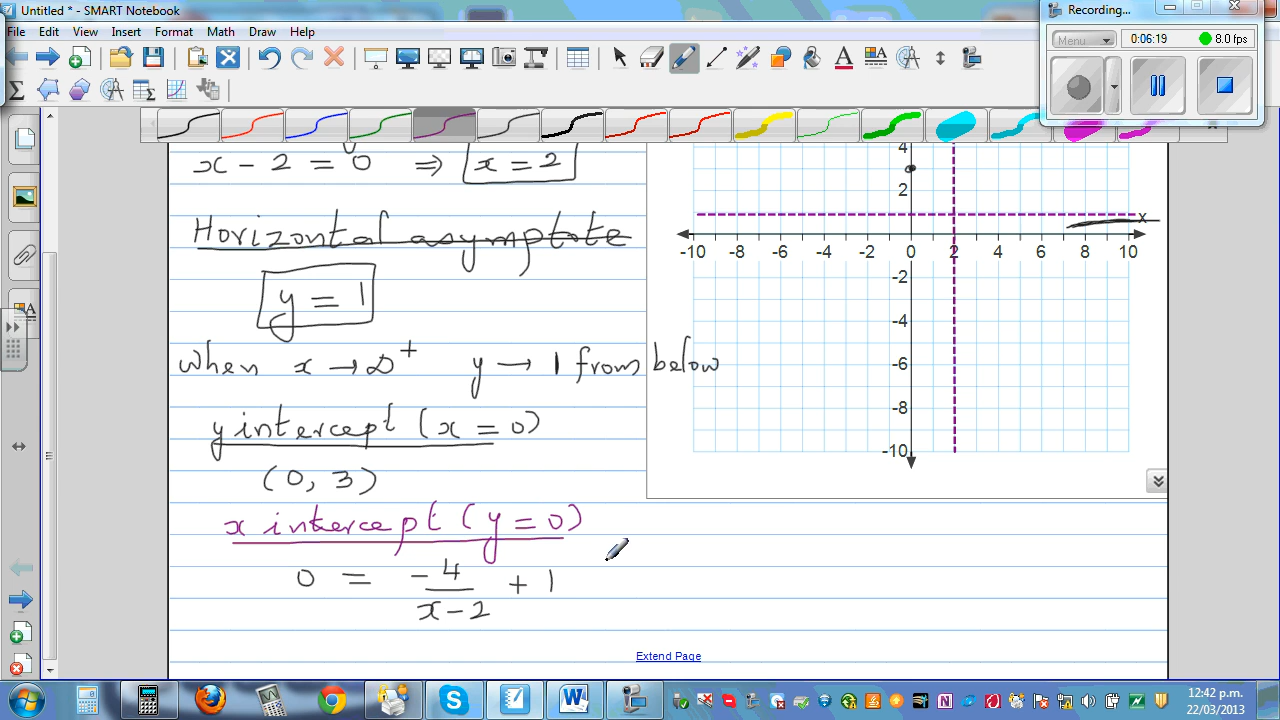 Untitled * - SMART Notebook
Recording...
File Edit View Insert Format Math Draw Help
Menu
0:06:19
8.0 fps
x - 2 = 0 ⇒ x = 2
Horizontal asymptote
y = 1
when x → ∞⁺ y → 1 from below
y intercept (x = 0)
(0, 3)
x intercept (y = 0)
0 = -4/(x-2) + 1
4
2
x
-10 -8 -6 -4 -2 0 2 4 6 8 10
-2
-4
-6
-8
-10
Extend Page
12:42 p.m.
22/03/2013